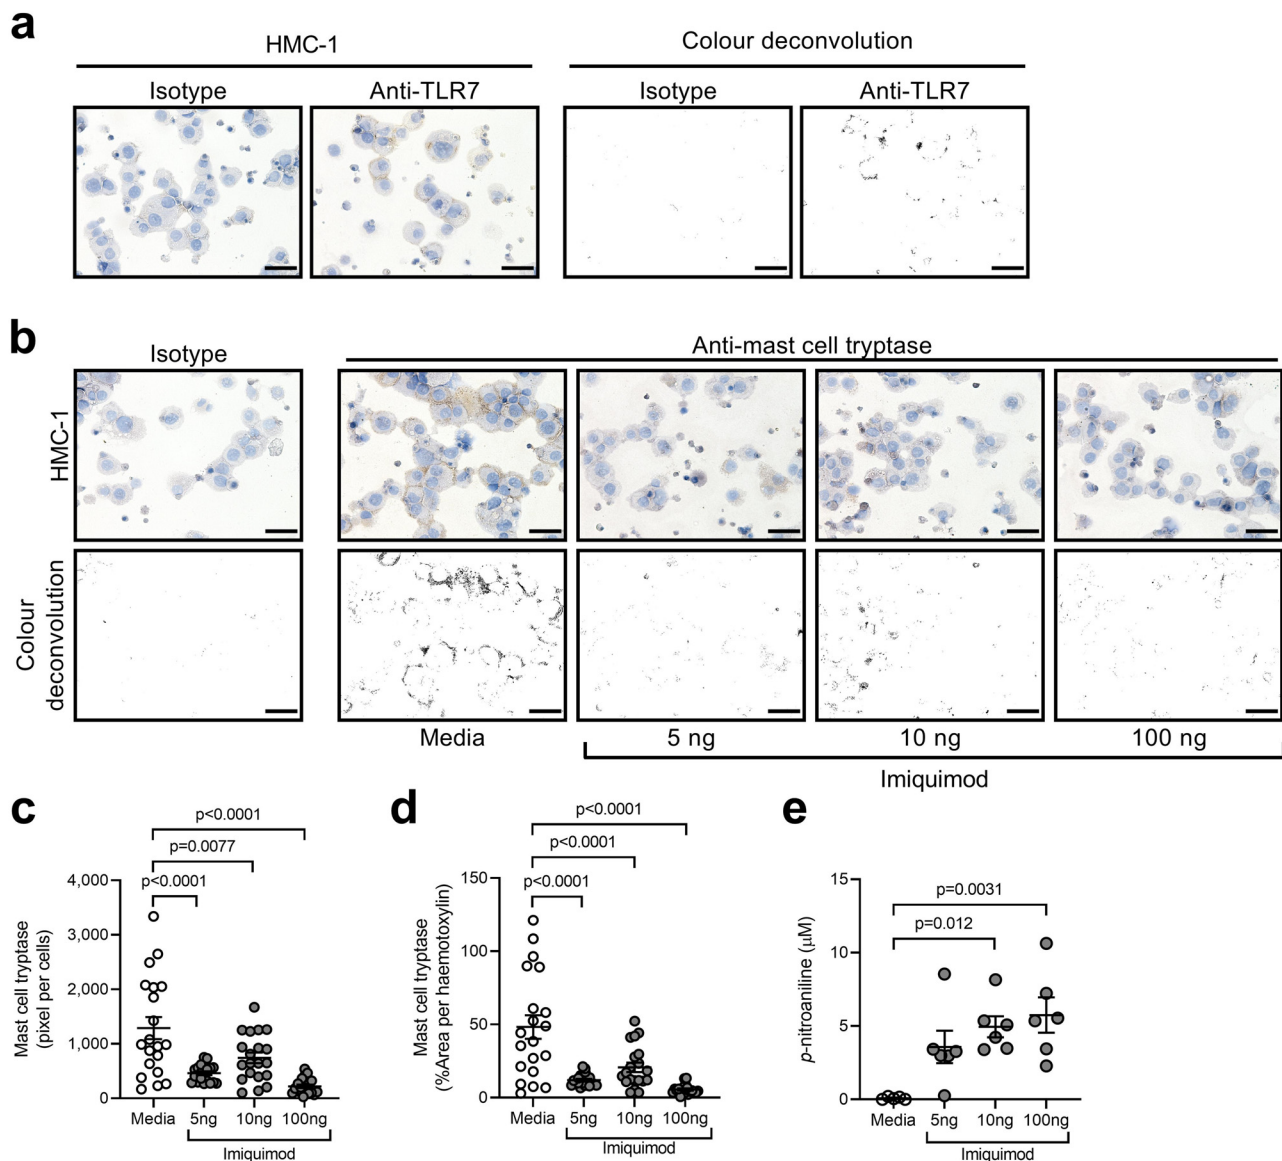 a
HMC-1
Colour deconvolution
Isotype
Anti-TLR7
Isotype
Anti-TLR7
b
Isotype
Anti-mast cell tryptase
HMC-1
Colour
deconvolution
Media
5 ng
10 ng
100 ng
Imiquimod
c
p<0.0001
p=0.0077
p<0.0001
4,000
3,000
2,000
1,000
0
Mast cell tryptase
(pixel per cells)
Media
5ng
10ng
100ng
Imiquimod
d
p<0.0001
p<0.0001
p<0.0001
150
100
50
0
Mast cell tryptase
(%Area per haemotoxylin)
Media
5ng
10ng
100ng
Imiquimod
e
15
10
5
0
p=0.0031
p=0.012
p-nitroaniline (μM)
Media
5ng
10ng
100ng
Imiquimod